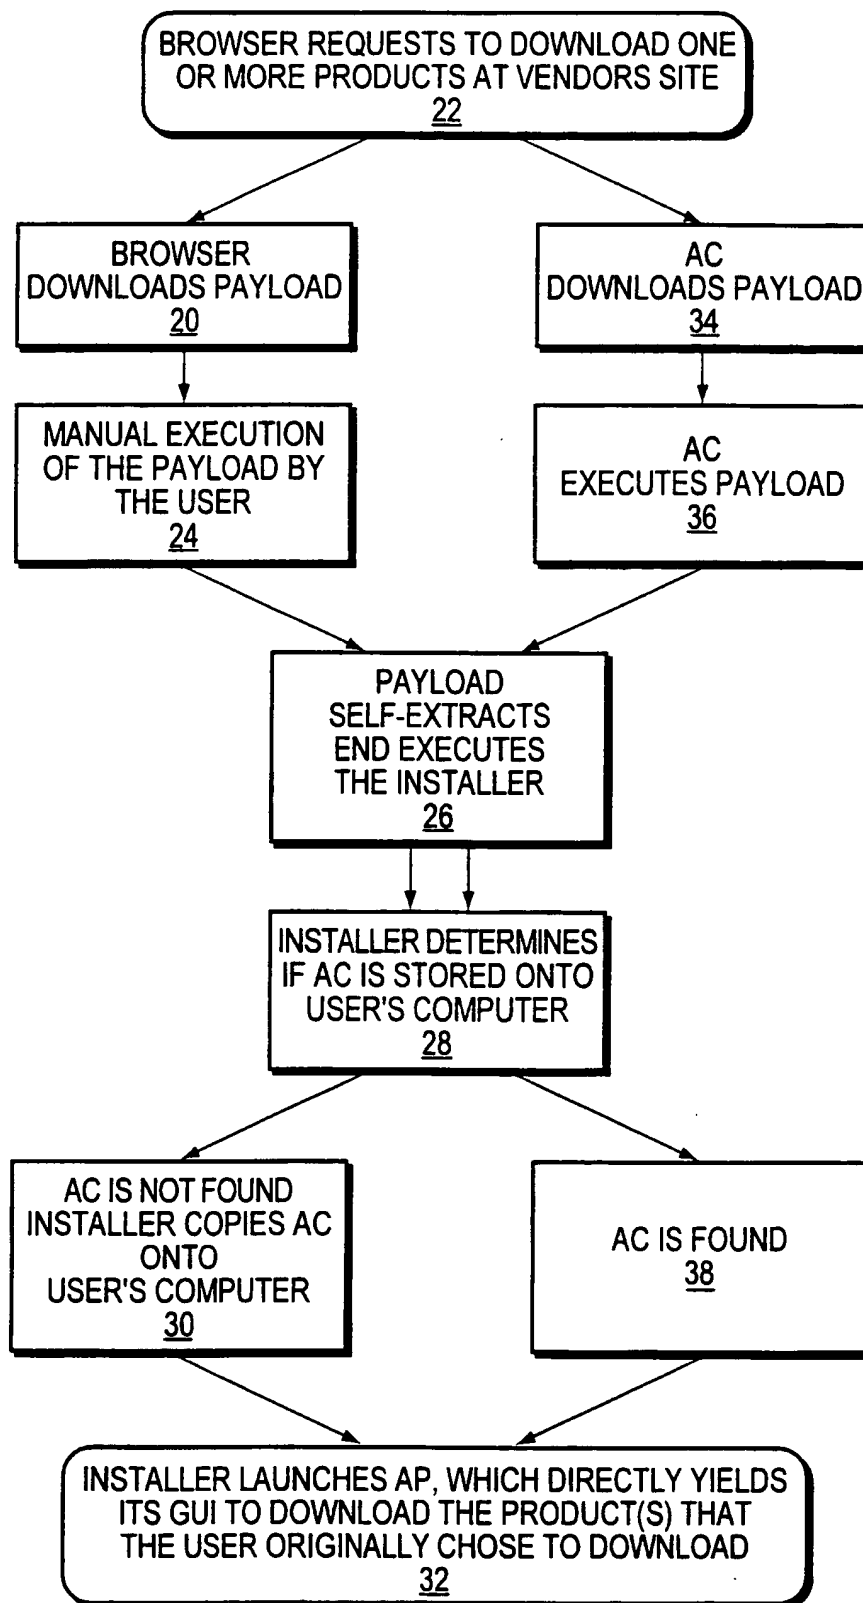 BROWSER REQUESTS TO DOWNLOAD ONE
OR MORE PRODUCTS AT VENDORS SITE
22
BROWSER
DOWNLOADS PAYLOAD
20
AC
DOWNLOADS PAYLOAD
34
MANUAL EXECUTION
OF THE PAYLOAD BY
THE USER
24
AC
EXECUTES PAYLOAD
36
PAYLOAD
SELF-EXTRACTS
END EXECUTES
THE INSTALLER
26
INSTALLER DETERMINES
IF AC IS STORED ONTO
USER'S COMPUTER
28
AC IS NOT FOUND
INSTALLER COPIES AC
ONTO
USER'S COMPUTER
30
AC IS FOUND
38
INSTALLER LAUNCHES AP, WHICH DIRECTLY YIELDS
ITS GUI TO DOWNLOAD THE PRODUCT(S) THAT
THE USER ORIGINALLY CHOSE TO DOWNLOAD
32